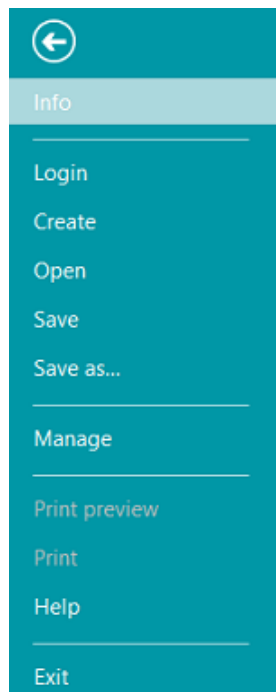 Info
Login
Create
Open
Save
Save as...
Manage
Print preview
Print
Help
Exit